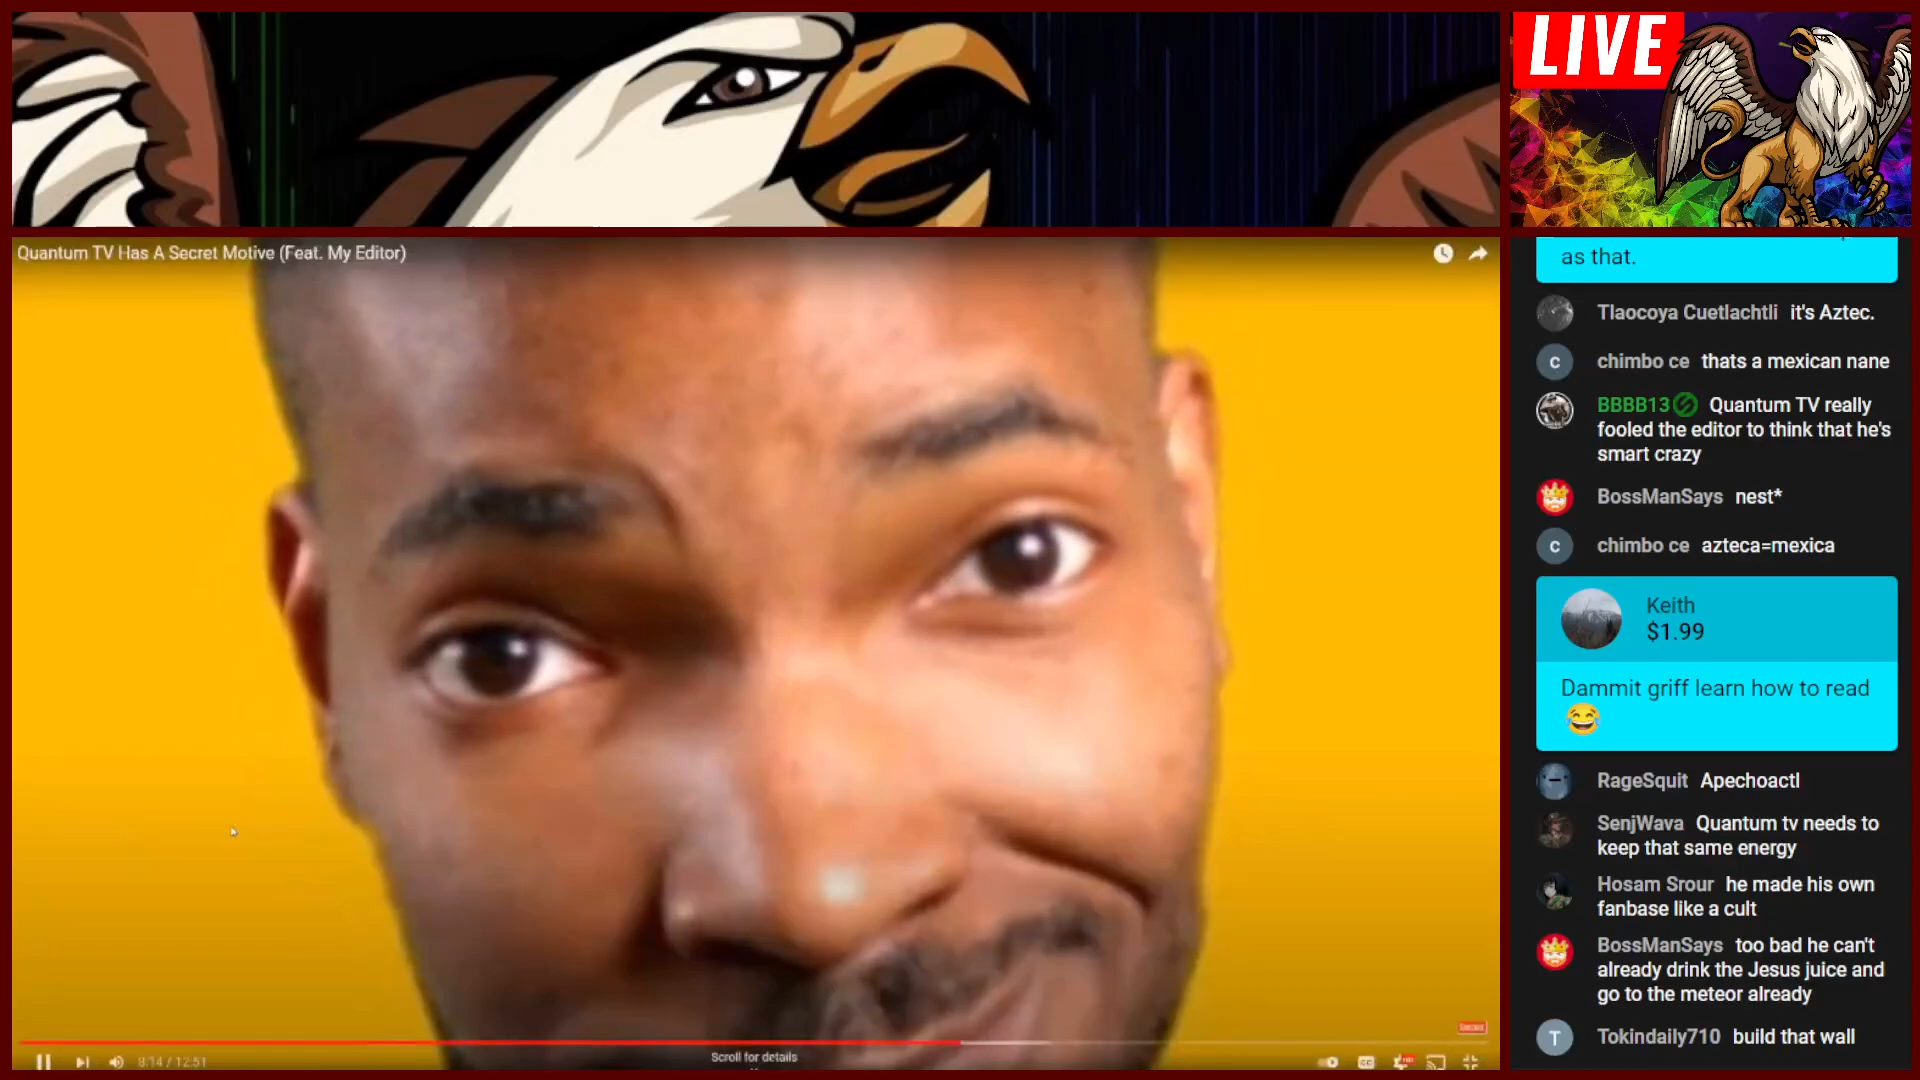 LIVE
Quantum TV Has A Secret Motive (Feat. My Editor)
as that.
Tlaocoya Cuetlachtli it's Aztec.
c chimbo ce thats a mexican nane
BBBB13 Quantum TV really
fooled the editor to think that he's
smart crazy
BossManSays nest*
c chimbo ce azteca=mexica
Keith
$1.99
Dammit griff learn how to read
😂
RageSquit Apechoactl
SenjWava Quantum tv needs to
keep that same energy
Hosam Srour he made his own
fanbase like a cult
BossManSays too bad he can't
already drink the Jesus juice and
go to the meteor already
T Tokindaily710 build that wall
8:14 / 12:51
Scroll for details